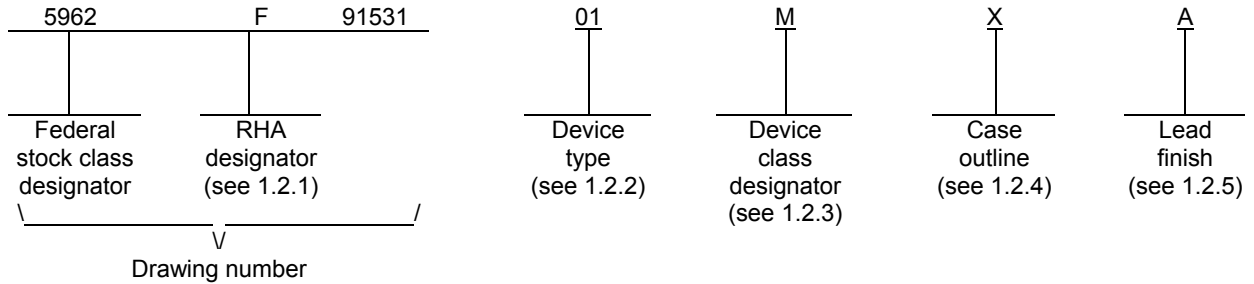 5962 F 91531 01 M X A
Federal stock class designator
RHA designator (see 1.2.1)
Device type (see 1.2.2)
Device class designator (see 1.2.3)
Case outline (see 1.2.4)
Lead finish (see 1.2.5)
\ /
\/
Drawing number